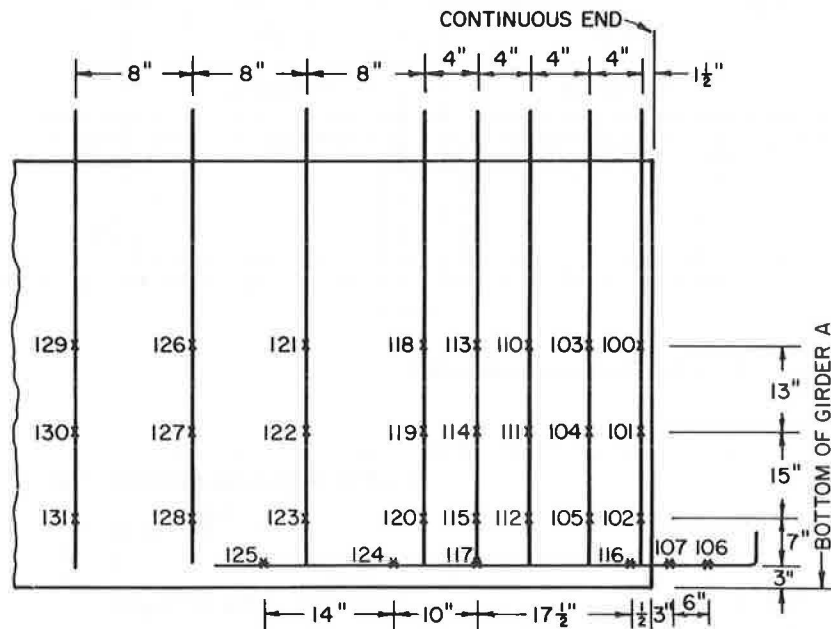 CONTINUOUS END
8" 8" 8" 4" 4" 4" 4" 1½"
129 126 121 118 113 110 103 100
13"
130 127 122 119 114 111 104 101
15"
131 128 123 120 115 112 105 102
7"
125 124 117 116 107 106
3"
14" 10" 17½" ½ 3" 6"
BOTTOM OF GIRDER A